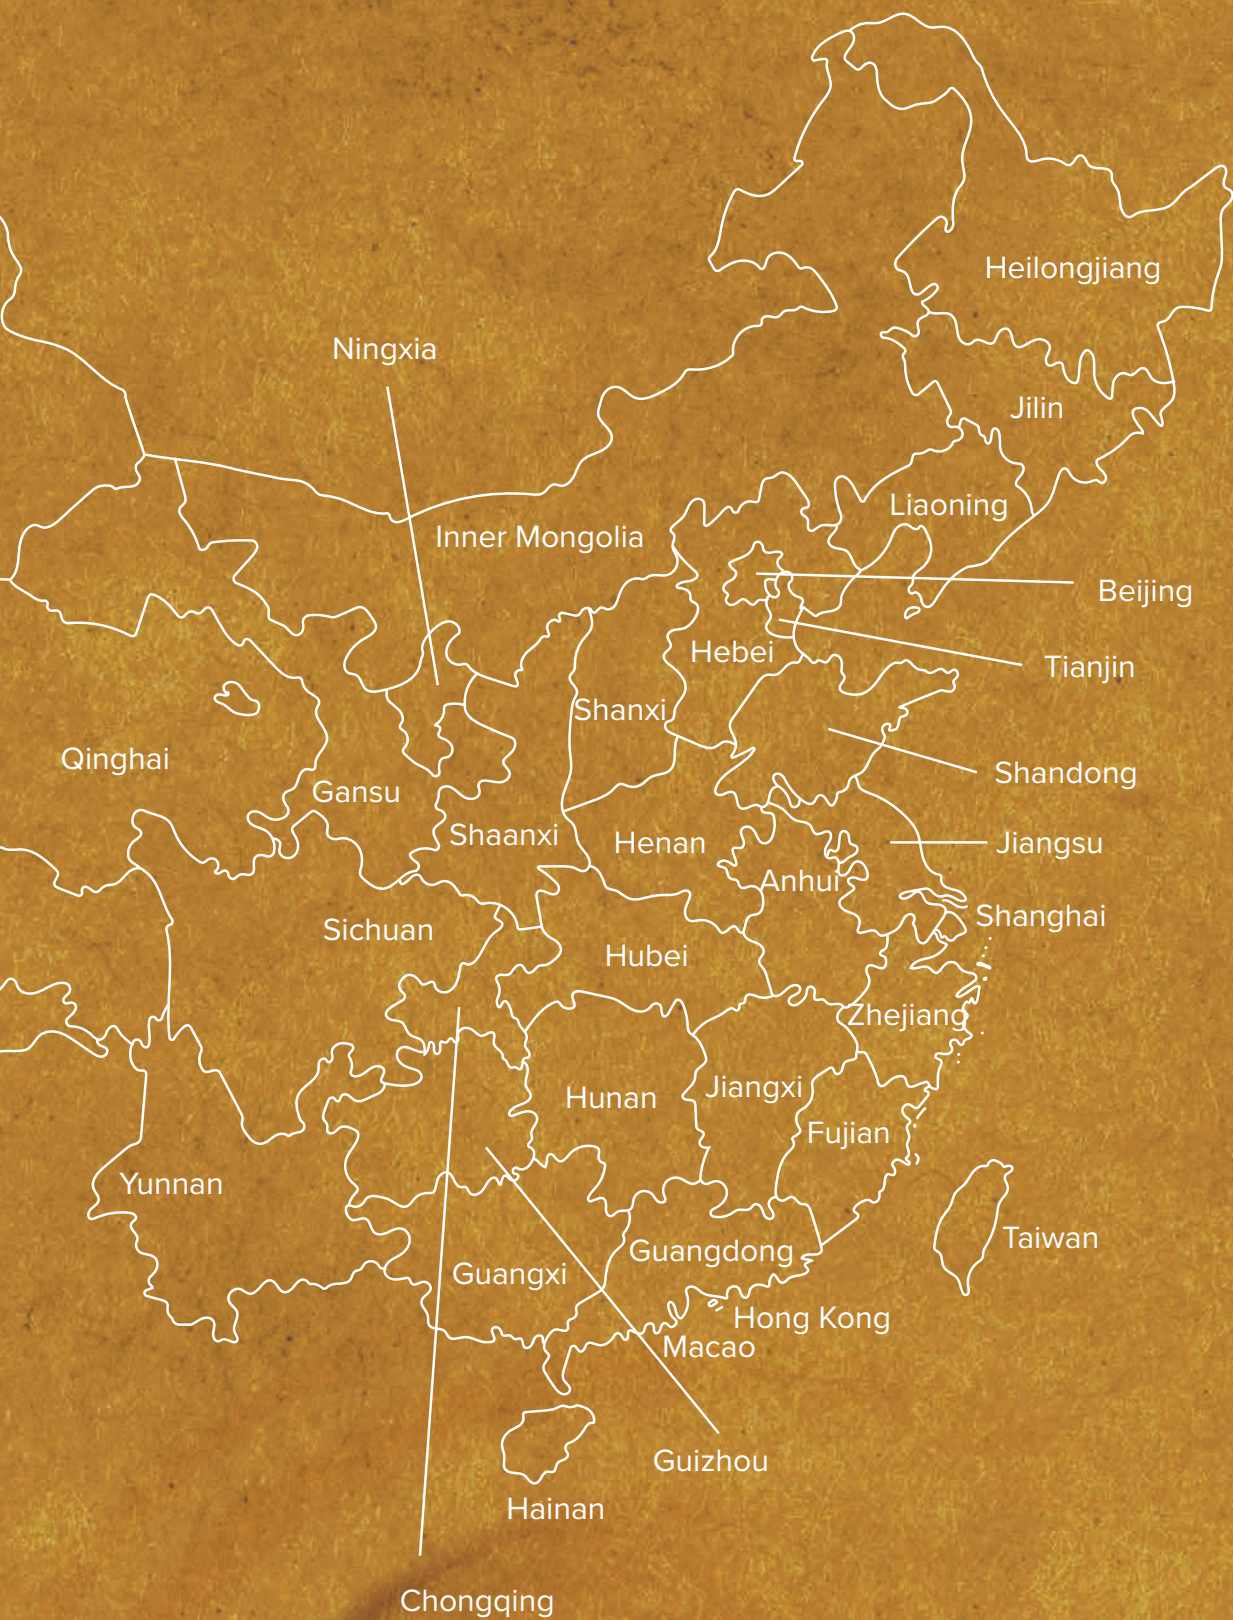 Heilongjiang
Ningxia
Jilin
Liaoning
Inner Mongolia
Beijing
Hebei
Tianjin
Shanxi
Qinghai
Shandong
Gansu
Shaanxi
Henan
Jiangsu
Anhui
Shanghai
Sichuan
Hubei
Zhejiang
Jiangxi
Hunan
Fujian
Yunnan
Taiwan
Guangdong
Guangxi
Hong Kong
Macao
Guizhou
Hainan
Chongqing